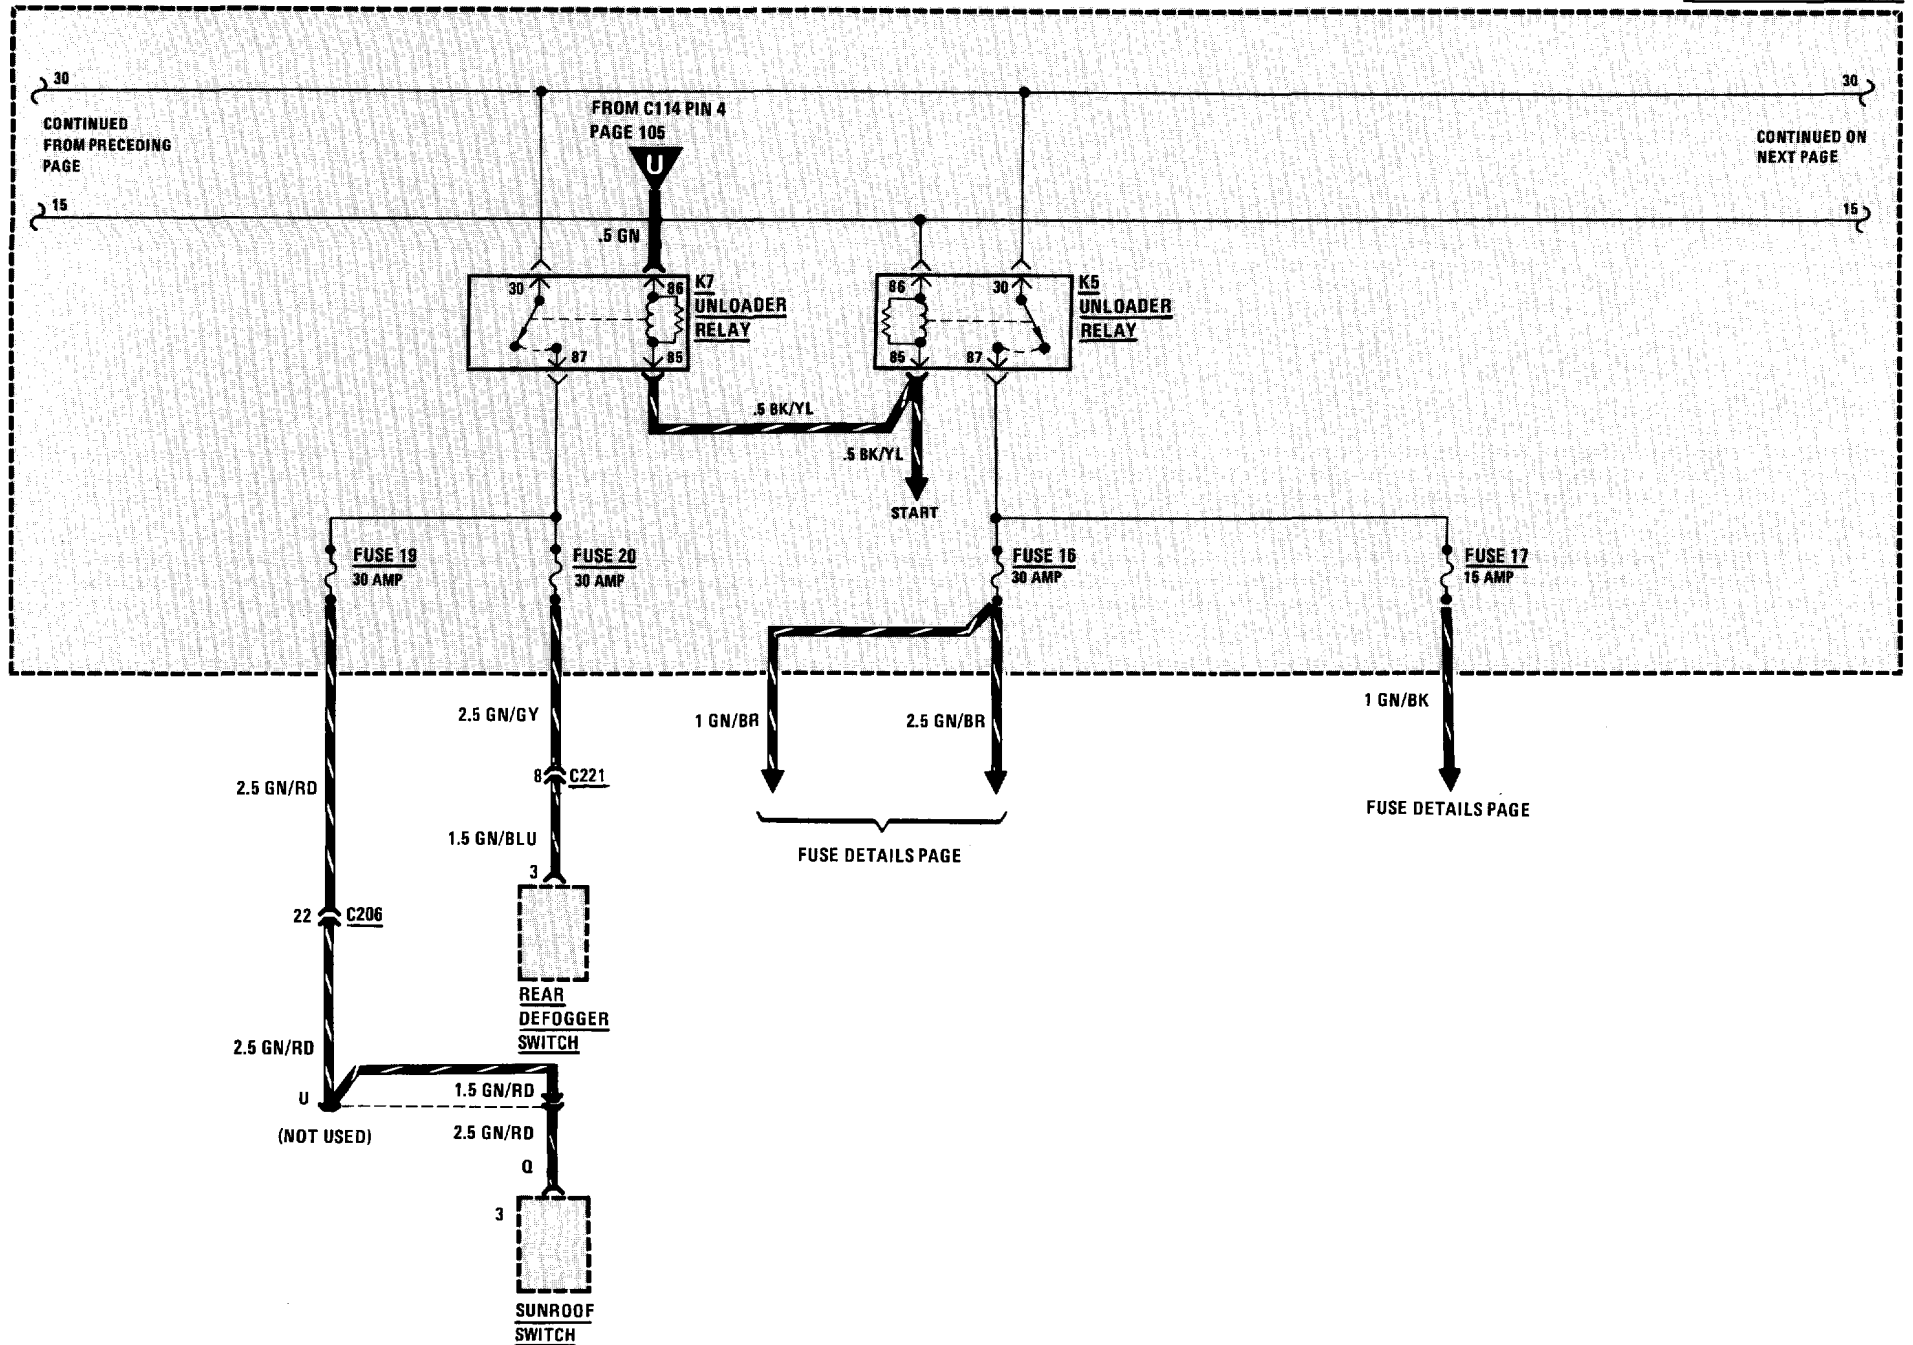 30
30
FROM C114 PIN 4
PAGE 105
CONTINUED
FROM PRECEDING
PAGE
CONTINUED ON
NEXT PAGE
U
15
15
.5 GN
30
86
K7
UNLOADER
RELAY
87
85
86
30
K5
UNLOADER
RELAY
85
87
.5 BK/YL
.5 BK/YL
START
FUSE 19
30 AMP
FUSE 20
30 AMP
FUSE 16
30 AMP
FUSE 17
15 AMP
2.5 GN/GY
1 GN/BR
2.5 GN/BR
1 GN/BK
8 C221
2.5 GN/RD
FUSE DETAILS PAGE
1.5 GN/BLU
FUSE DETAILS PAGE
3
22 C206
REAR
DEFOGGER
SWITCH
2.5 GN/RD
1.5 GN/RD
U
(NOT USED)
2.5 GN/RD
Q
3
SUNROOF
SWITCH